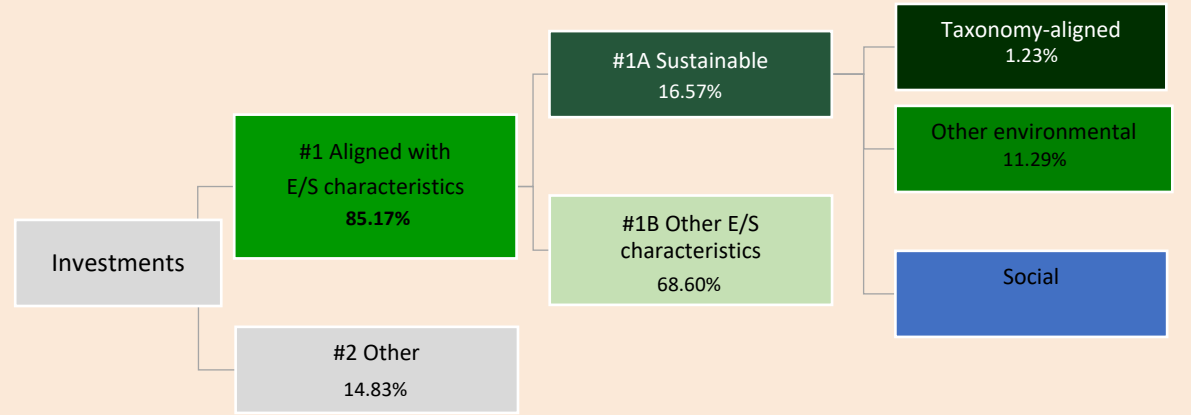 Investments
#1 Aligned with
E/S characteristics
85.17%
#2 Other
14.83%
#1A Sustainable
16.57%
#1B Other E/S
characteristics
68.60%
Taxonomy-aligned
1.23%
Other environmental
11.29%
Social